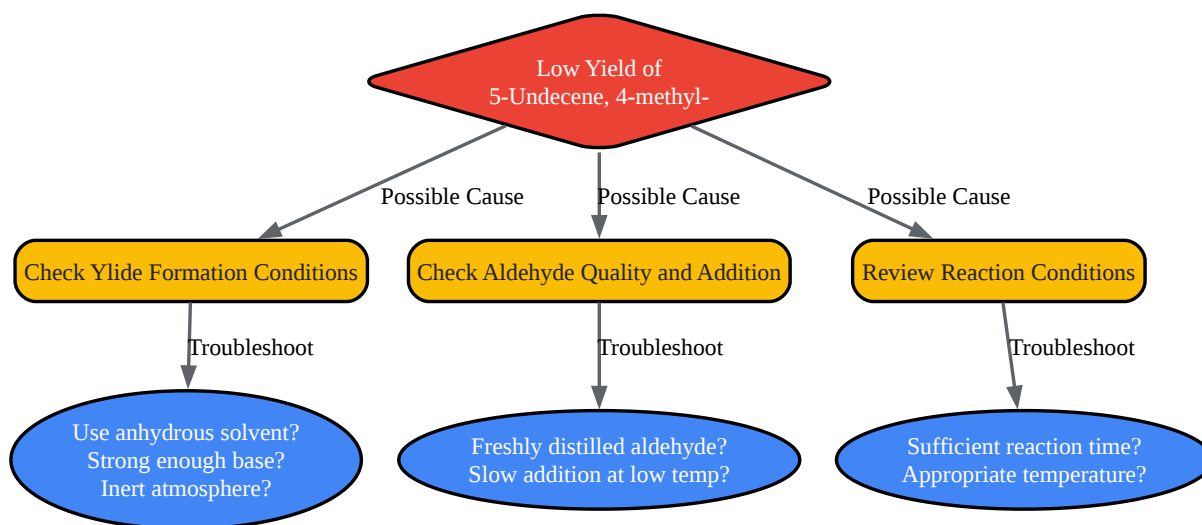 Low Yield of
5-Undecene, 4-methyl-
Possible Cause
Possible Cause
Possible Cause
Check Ylide Formation Conditions
Check Aldehyde Quality and Addition
Review Reaction Conditions
Troubleshoot
Troubleshoot
Troubleshoot
Use anhydrous solvent?
Strong enough base?
Inert atmosphere?
Freshly distilled aldehyde?
Slow addition at low temp?
Sufficient reaction time?
Appropriate temperature?